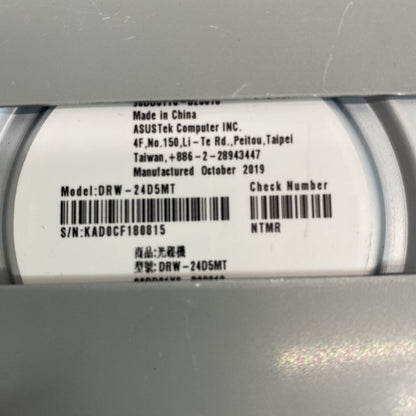 Made in China
ASUSTek Computer INC.
4F,No.150,Li-Te Rd.,Peitou,Taipei
Taiwan,+886-2-28943447
Manufactured October 2019
Model:DRW-24D5MT
Check Number
S/N:KAD0CF180815
NTMR
商品:光碟機
型號:DRW-24D5MT